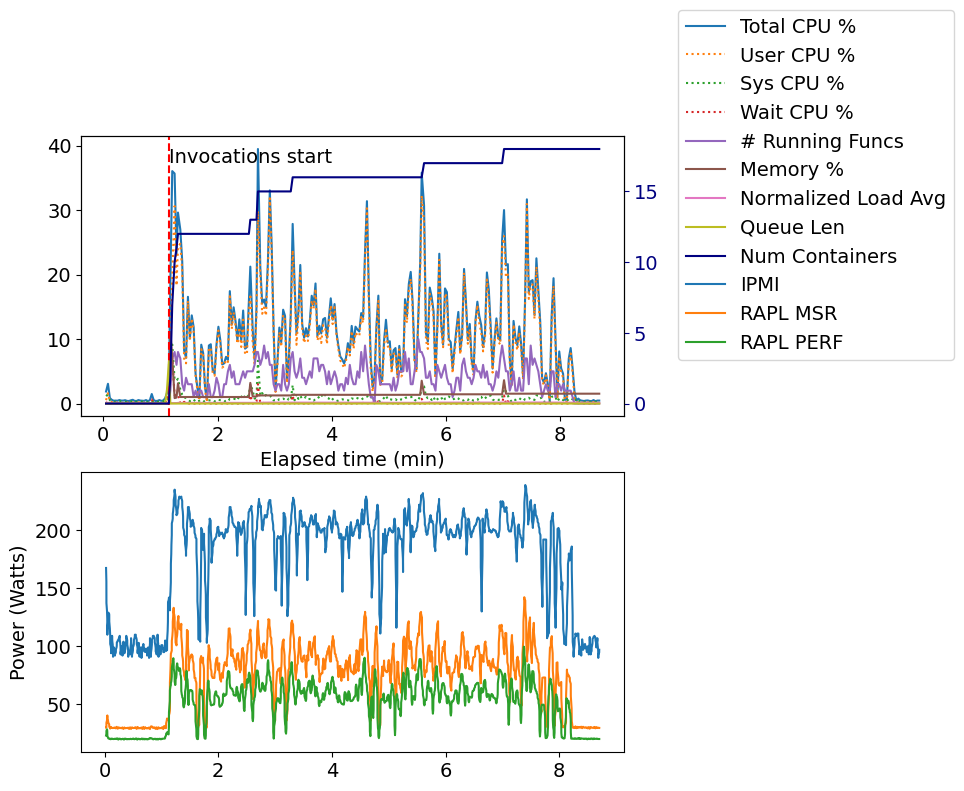 Total CPU %
User CPU %
Sys CPU %
Wait CPU %
# Running Funcs
Memory %
Normalized Load Avg
Queue Len
Num Containers
IPMI
RAPL MSR
RAPL PERF
Invocations start
40
30
20
10
0
15
10
5
0
0 2 4 6 8
Elapsed time (min)
Power (Watts)
200
150
100
50
0 2 4 6 8